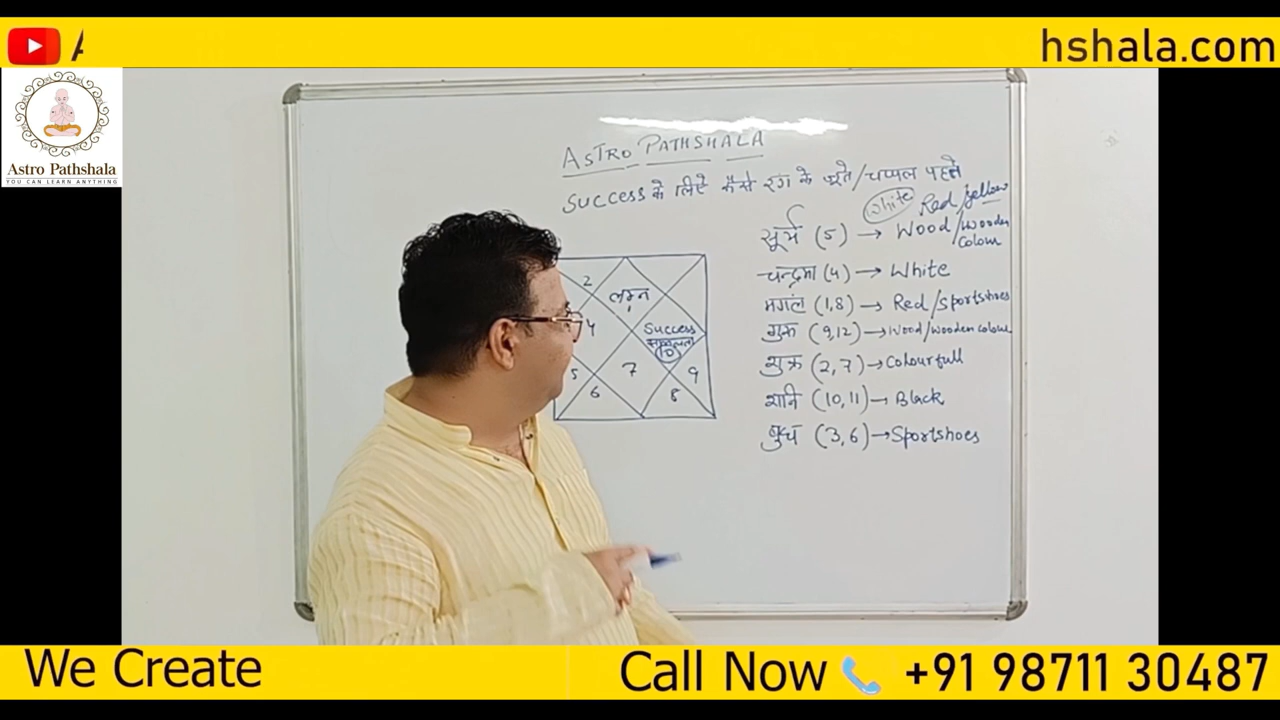 hshala.com
Astro Pathshala
YOU CAN LEARN ANYTHING
ASTRO PATHSHALA
Success के लिए कैसे रंग के जूते/चप्पल पहने
White Red/yellow
सूर्य (5) → Wood/Wooden
Colour
चन्द्रमा (4) → White
मगंल (1,8) → Red/Sportshoes
गुरू (9,12) → Wood/wooden colour
शुक्र (2,7) → Colourfull
शनि (10,11) → Black
बुध (3,6) → Sportshoes
2
लग्न
4
Success
सफलता
(10)
5
7
9
6
8
We Create
Call Now +91 98711 30487